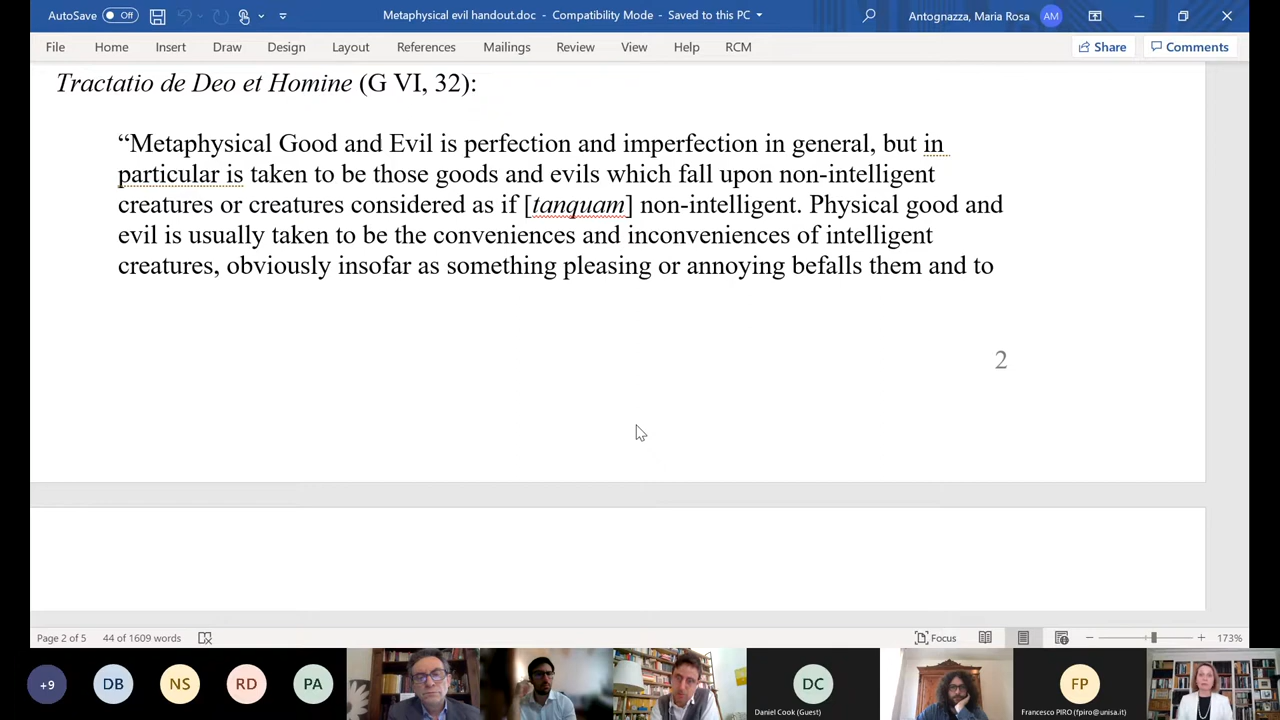 AutoSave Off Metaphysical evil handout.doc - Compatibility Mode - Saved to this PC Antognazza, Maria Rosa AM
File Home Insert Draw Design Layout References Mailings Review View Help RCM Share Comments
Tractatio de Deo et Homine (G VI, 32):
“Metaphysical Good and Evil is perfection and imperfection in general, but in
particular is taken to be those goods and evils which fall upon non-intelligent
creatures or creatures considered as if [tanquam] non-intelligent. Physical good and
evil is usually taken to be the conveniences and inconveniences of intelligent
creatures, obviously insofar as something pleasing or annoying befalls them and to
2
Page 2 of 5 44 of 1609 words Focus 173%
+9 DB NS RD PA DC FP
Daniel Cook (Guest) Francesco PIRO (fpiro@unisa.it)